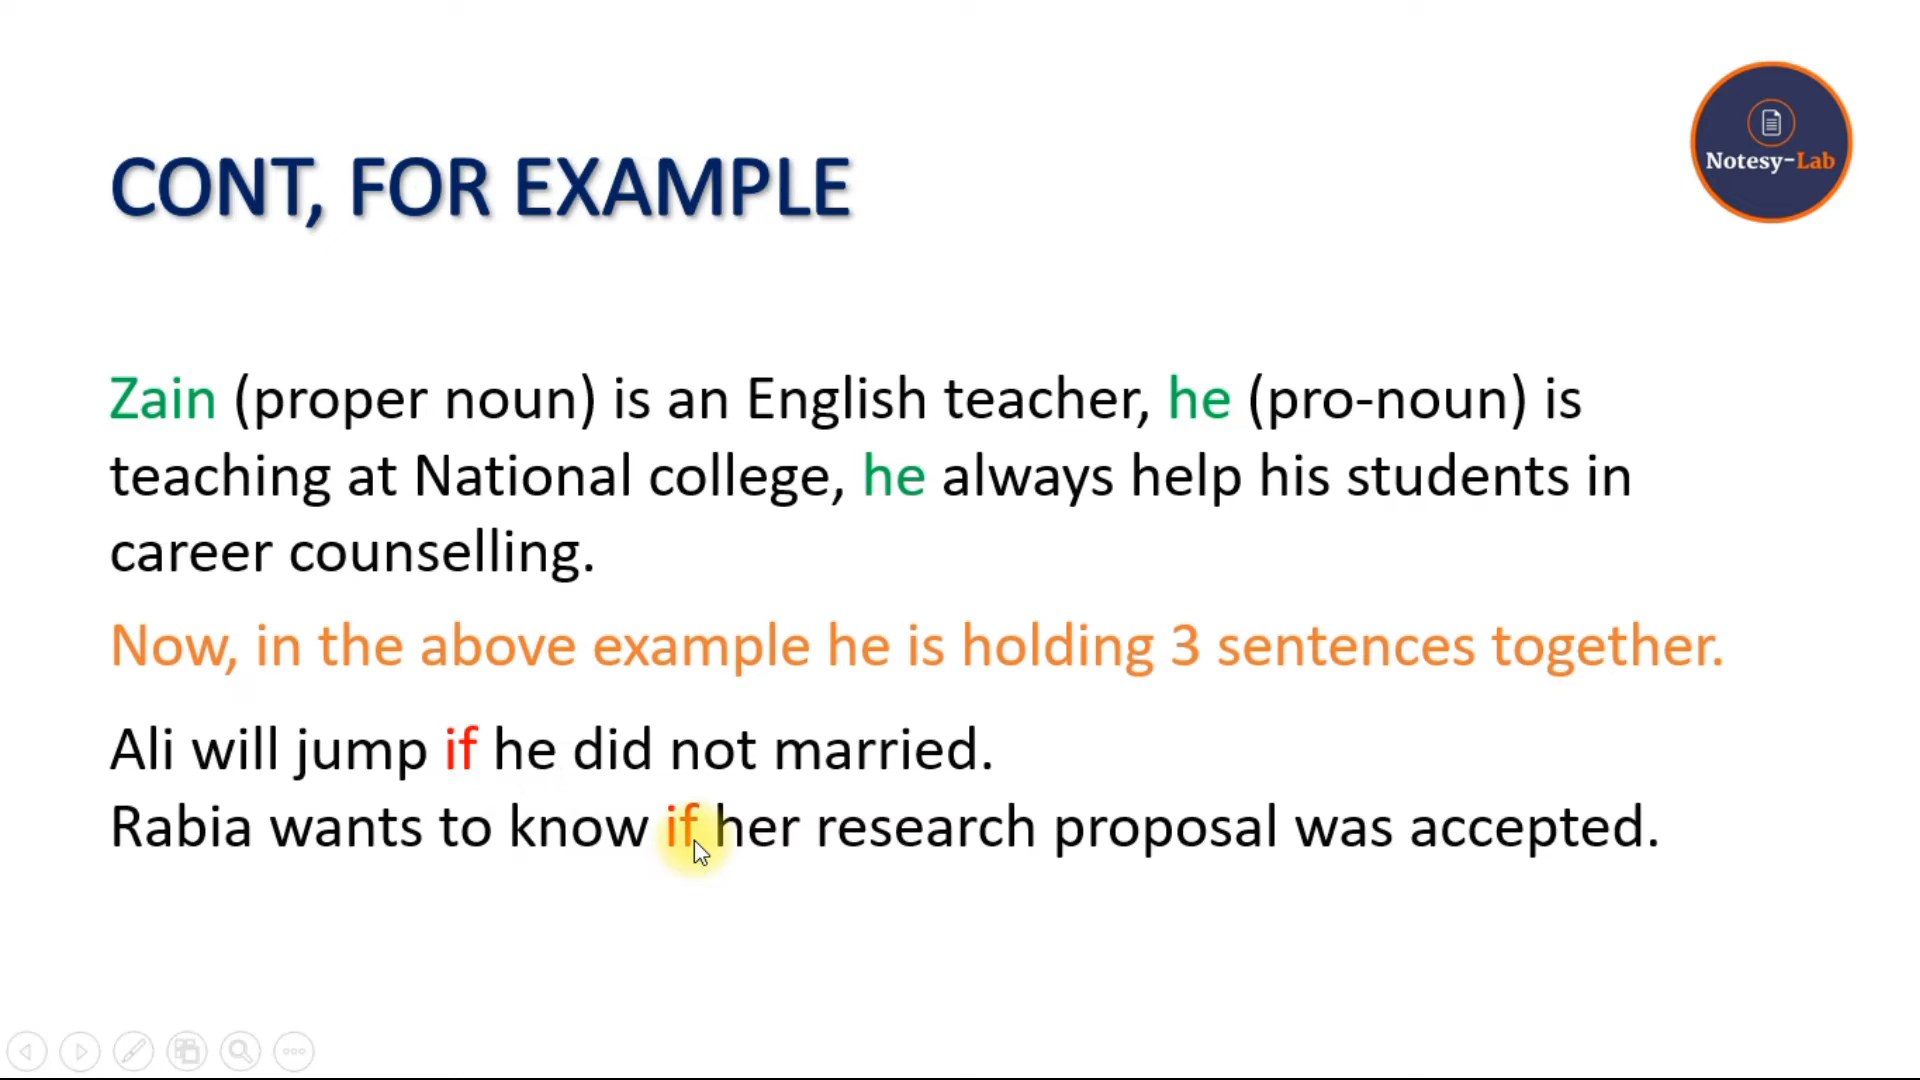 Notesy-Lab
CONT, FOR EXAMPLE
Zain (proper noun) is an English teacher, he (pro-noun) is
teaching at National college, he always help his students in
career counselling.
Now, in the above example he is holding 3 sentences together.
Ali will jump if he did not married.
Rabia wants to know if her research proposal was accepted.